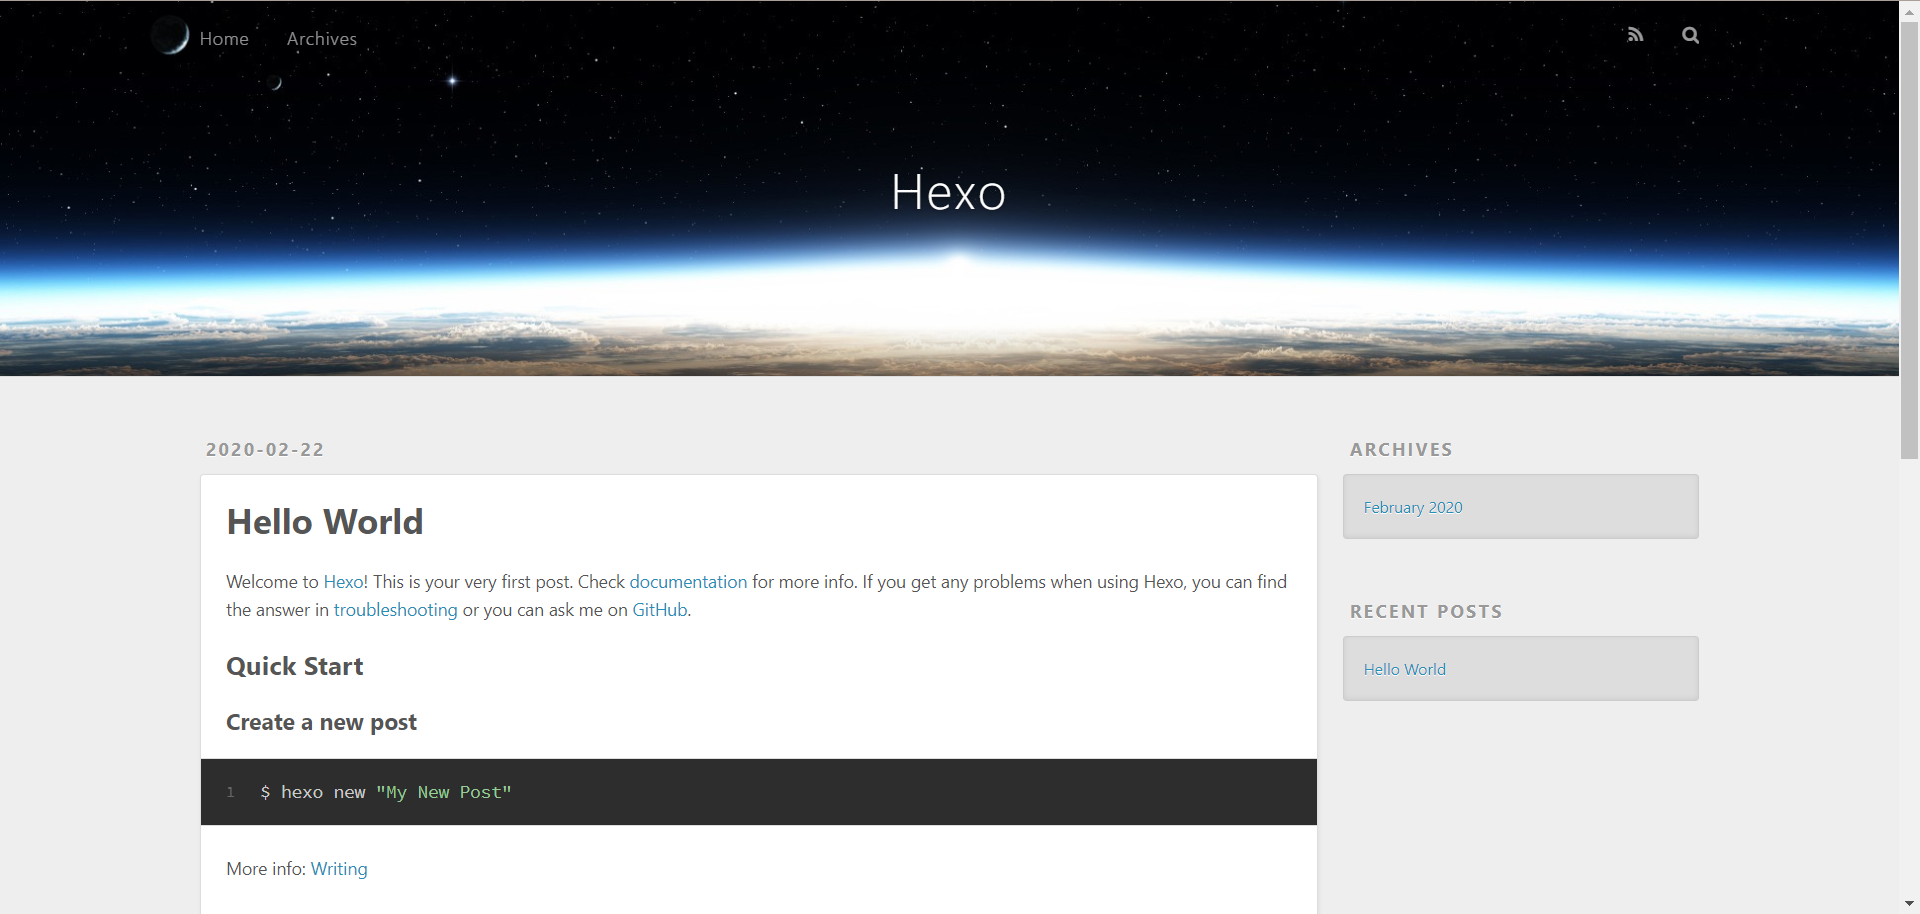 Home Archives
Hexo
2020-02-22
Hello World
Welcome to Hexo! This is your very first post. Check documentation for more info. If you get any problems when using Hexo, you can find
the answer in troubleshooting or you can ask me on GitHub.
Quick Start
Create a new post
1 $ hexo new "My New Post"
More info: Writing
ARCHIVES
February 2020
RECENT POSTS
Hello World